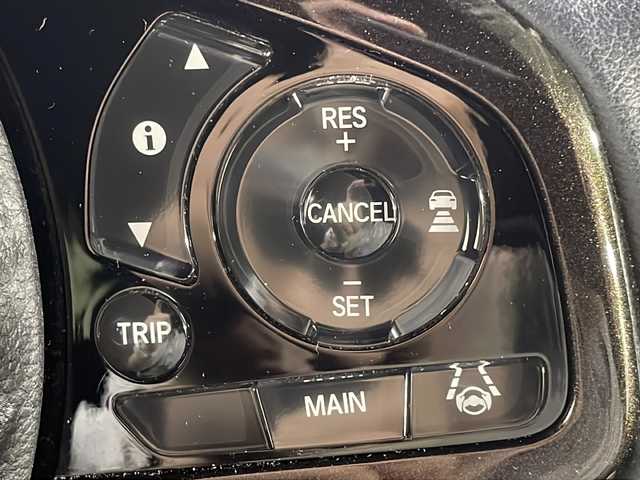 RES
+
i
CANCEL
−
SET
TRIP
MAIN